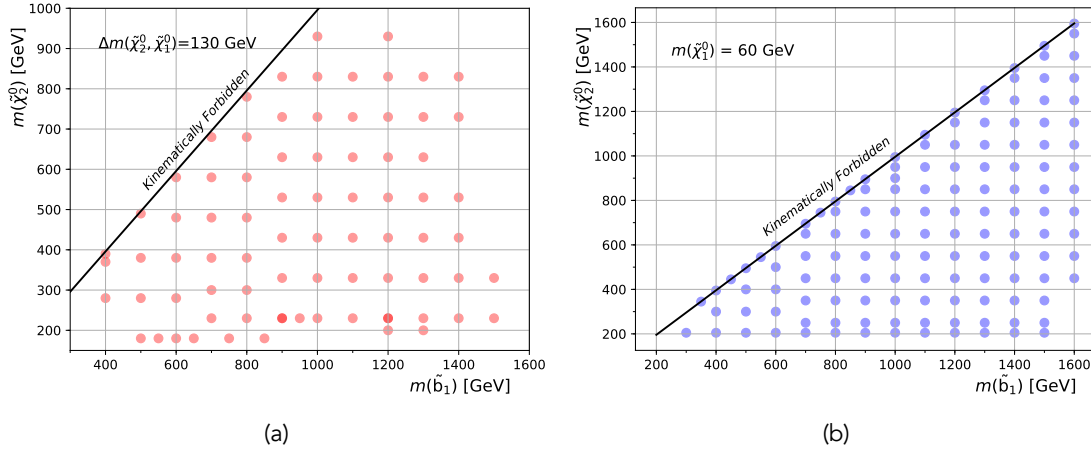 1000
900
800
700
600
500
400
300
200
400 600 800 1000 1200 1400 1600
m(χ̃⁰₂) [GeV]
m(b̃₁) [GeV]
Δm(χ̃⁰₂, χ̃⁰₁)=130 GeV
Kinematically Forbidden
(a)
1600
1400
1200
1000
800
600
400
200
200 400 600 800 1000 1200 1400 1600
m(χ̃⁰₂) [GeV]
m(b̃₁) [GeV]
m(χ̃⁰₁) = 60 GeV
Kinematically Forbidden
(b)